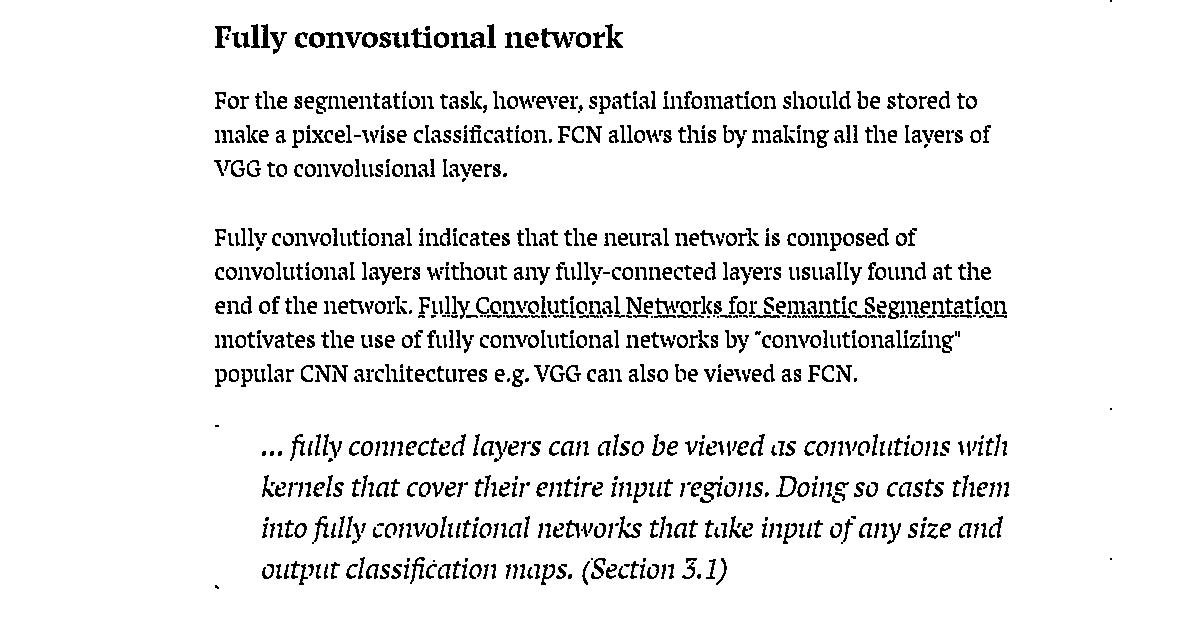 Fully convosutional network
For the segmentation task, however, spatial infomation should be stored to
make a pixcel-wise classification. FCN allows this by making all the layers of
VGG to convolusional layers.
Fully convolutional indicates that the neural network is composed of
convolutional layers without any fully-connected layers usually found at the
end of the network. Fully Convolutional Networks for Semantic Segmentation
motivates the use of fully convolutional networks by "convolutionalizing"
popular CNN architectures e.g. VGG can also be viewed as FCN.
... fully connected layers can also be viewed as convolutions with
kernels that cover their entire input regions. Doing so casts them
into fully convolutional networks that take input of any size and
output classification maps. (Section 3.1)